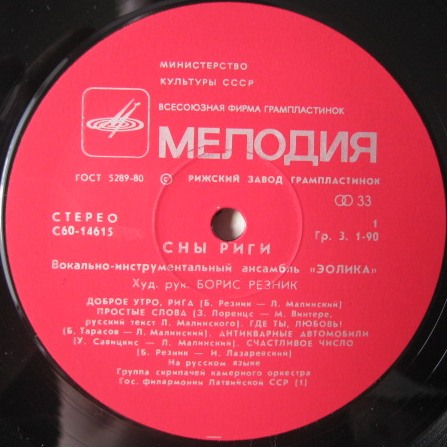 МИНИСТЕРСТВО
КУЛЬТУРЫ СССР
ВСЕСОЮЗНАЯ ФИРМА ГРАМПЛАСТИНОК
МЕЛОДИЯ
ГОСТ 5289-80 © РИЖСКИЙ ЗАВОД ГРАМПЛАСТИНОК
33
СТЕРЕО
С60-14615
1
Гр. 3. 1-90
СНЫ РИГИ
Вокально-инструментальный ансамбль «ЭОЛИКА»
Худ. рук. БОРИС РЕЗНИК
ДОБРОЕ УТРО, РИГА (Б. Резник — Л. Малинский)
ПРОСТЫЕ СЛОВА (З. Лоренцс — М. Винтере,
русский текст Л. Малинского). ГДЕ ТЫ, ЛЮБОВЬ!
(Б. Тарасов — Л. Малинский). АНТИКВАРНЫЕ АВТОМОБИЛИ
(У. Савицинс — Л. Малинский). СЧАСТЛИВОЕ ЧИСЛО
(Б. Резник — И. Лазаревский)
На русском языке
Группа скрипачей камерного оркестра
Гос. филармонии Латвийской ССР (1)